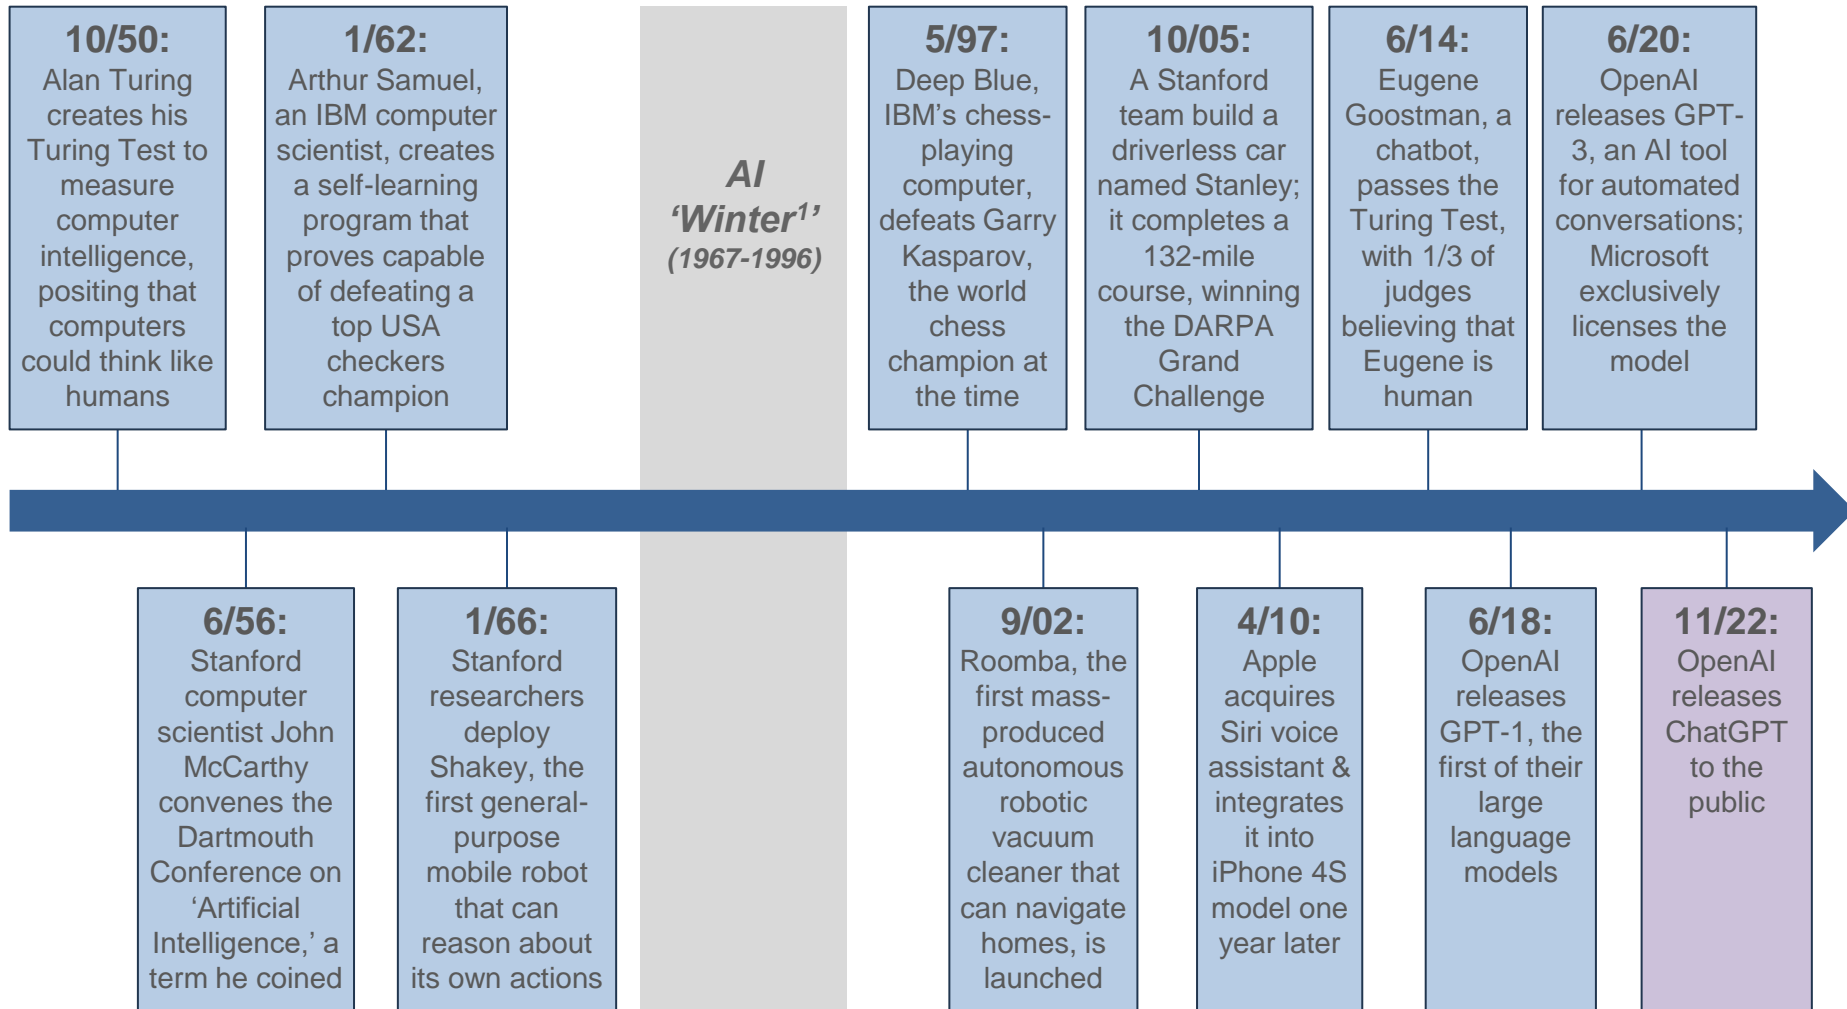 10/50:
Alan Turing
creates his
Turing Test to
measure
computer
intelligence,
positing that
computers
could think like
humans
1/62:
Arthur Samuel,
an IBM computer
scientist, creates
a self-learning
program that
proves capable
of defeating a
top USA
checkers
champion
AI
‘Winter¹’
(1967-1996)
5/97:
Deep Blue,
IBM’s chess-
playing
computer,
defeats Garry
Kasparov,
the world
chess
champion at
the time
10/05:
A Stanford
team build a
driverless car
named Stanley;
it completes a
132-mile
course, winning
the DARPA
Grand
Challenge
6/14:
Eugene
Goostman, a
chatbot,
passes the
Turing Test,
with 1/3 of
judges
believing that
Eugene is
human
6/20:
OpenAI
releases GPT-
3, an AI tool
for automated
conversations;
Microsoft
exclusively
licenses the
model
6/56:
Stanford
computer
scientist John
McCarthy
convenes the
Dartmouth
Conference on
‘Artificial
Intelligence,’ a
term he coined
1/66:
Stanford
researchers
deploy
Shakey, the
first general-
purpose
mobile robot
that can
reason about
its own actions
9/02:
Roomba, the
first mass-
produced
autonomous
robotic
vacuum
cleaner that
can navigate
homes, is
launched
4/10:
Apple
acquires
Siri voice
assistant &
integrates
it into
iPhone 4S
model one
year later
6/18:
OpenAI
releases
GPT-1, the
first of their
large
language
models
11/22:
OpenAI
releases
ChatGPT
to the
public